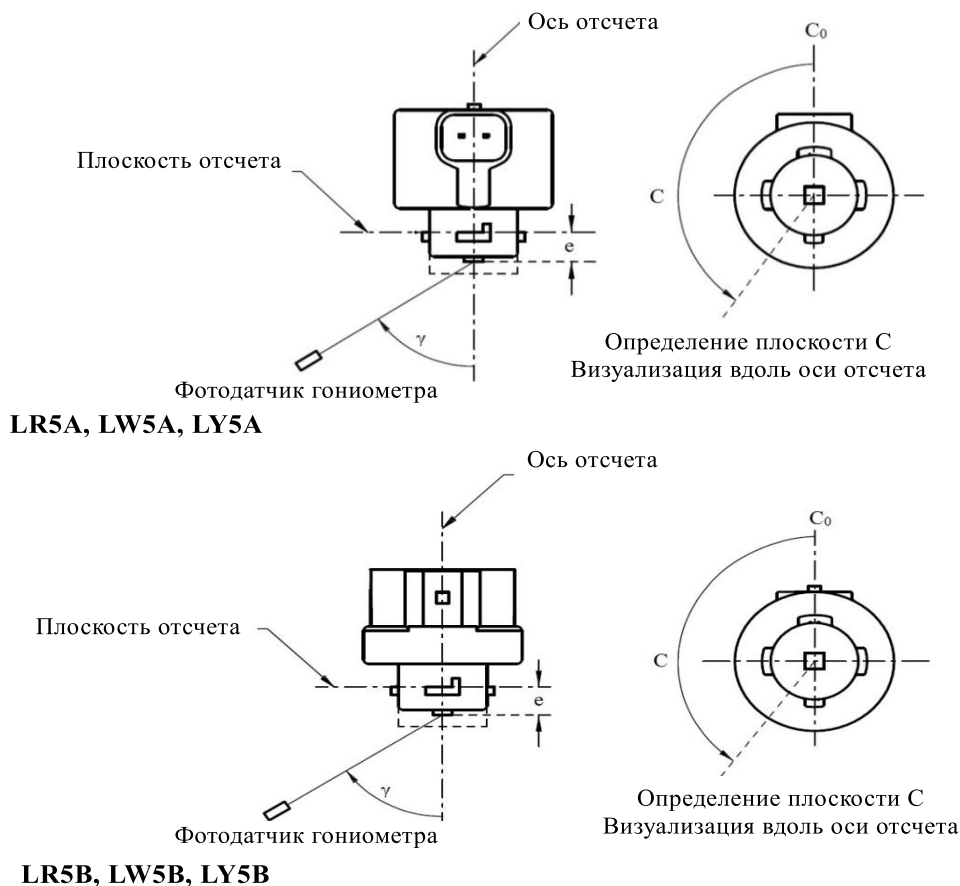 Ось отсчета
C₀
Плоскость отсчета
C
e
γ
Определение плоскости C
Визуализация вдоль оси отсчета
Фотодатчик гониометра
LR5A, LW5A, LY5A
Ось отсчета
C₀
Плоскость отсчета
C
e
γ
Определение плоскости C
Визуализация вдоль оси отсчета
Фотодатчик гониометра
LR5B, LW5B, LY5B